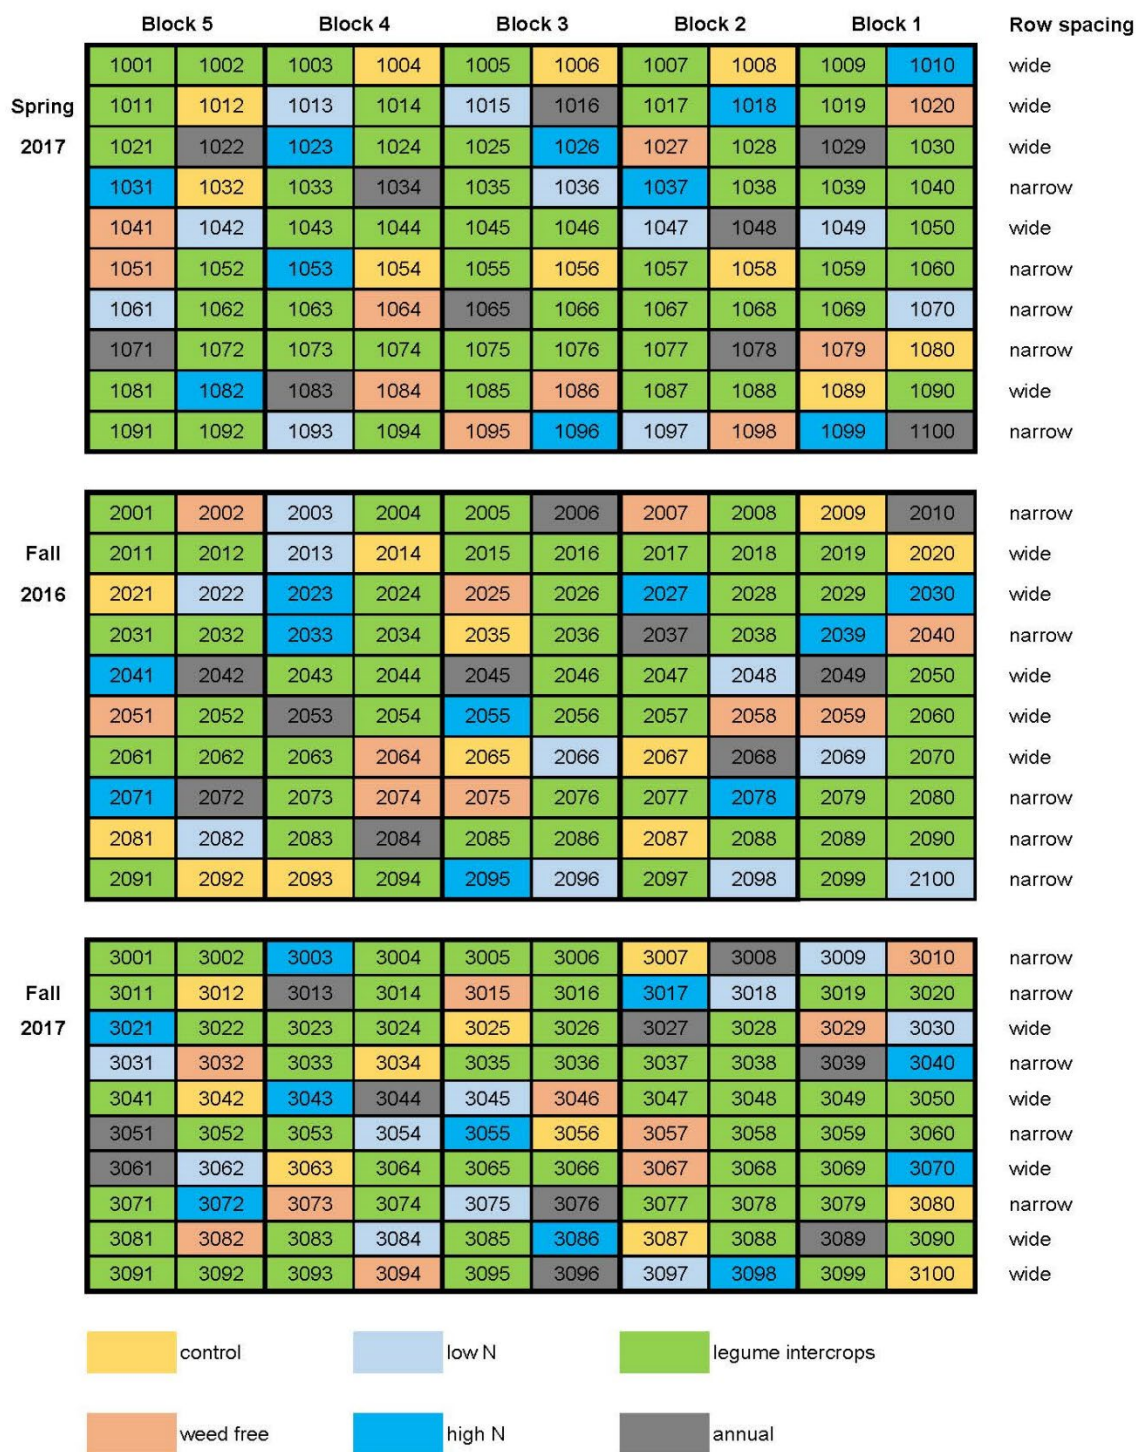 Block 5 Block 4 Block 3 Block 2 Block 1 Row spacing
1001 1002 1003 1004 1005 1006 1007 1008 1009 1010 wide
Spring 1011 1012 1013 1014 1015 1016 1017 1018 1019 1020 wide
2017 1021 1022 1023 1024 1025 1026 1027 1028 1029 1030 wide
1031 1032 1033 1034 1035 1036 1037 1038 1039 1040 narrow
1041 1042 1043 1044 1045 1046 1047 1048 1049 1050 wide
1051 1052 1053 1054 1055 1056 1057 1058 1059 1060 narrow
1061 1062 1063 1064 1065 1066 1067 1068 1069 1070 narrow
1071 1072 1073 1074 1075 1076 1077 1078 1079 1080 narrow
1081 1082 1083 1084 1085 1086 1087 1088 1089 1090 wide
1091 1092 1093 1094 1095 1096 1097 1098 1099 1100 narrow
2001 2002 2003 2004 2005 2006 2007 2008 2009 2010 narrow
Fall 2011 2012 2013 2014 2015 2016 2017 2018 2019 2020 wide
2016 2021 2022 2023 2024 2025 2026 2027 2028 2029 2030 wide
2031 2032 2033 2034 2035 2036 2037 2038 2039 2040 narrow
2041 2042 2043 2044 2045 2046 2047 2048 2049 2050 wide
2051 2052 2053 2054 2055 2056 2057 2058 2059 2060 wide
2061 2062 2063 2064 2065 2066 2067 2068 2069 2070 wide
2071 2072 2073 2074 2075 2076 2077 2078 2079 2080 narrow
2081 2082 2083 2084 2085 2086 2087 2088 2089 2090 narrow
2091 2092 2093 2094 2095 2096 2097 2098 2099 2100 narrow
3001 3002 3003 3004 3005 3006 3007 3008 3009 3010 narrow
Fall 3011 3012 3013 3014 3015 3016 3017 3018 3019 3020 narrow
2017 3021 3022 3023 3024 3025 3026 3027 3028 3029 3030 wide
3031 3032 3033 3034 3035 3036 3037 3038 3039 3040 narrow
3041 3042 3043 3044 3045 3046 3047 3048 3049 3050 wide
3051 3052 3053 3054 3055 3056 3057 3058 3059 3060 narrow
3061 3062 3063 3064 3065 3066 3067 3068 3069 3070 wide
3071 3072 3073 3074 3075 3076 3077 3078 3079 3080 narrow
3081 3082 3083 3084 3085 3086 3087 3088 3089 3090 wide
3091 3092 3093 3094 3095 3096 3097 3098 3099 3100 wide
control low N legume intercrops
weed free high N annual